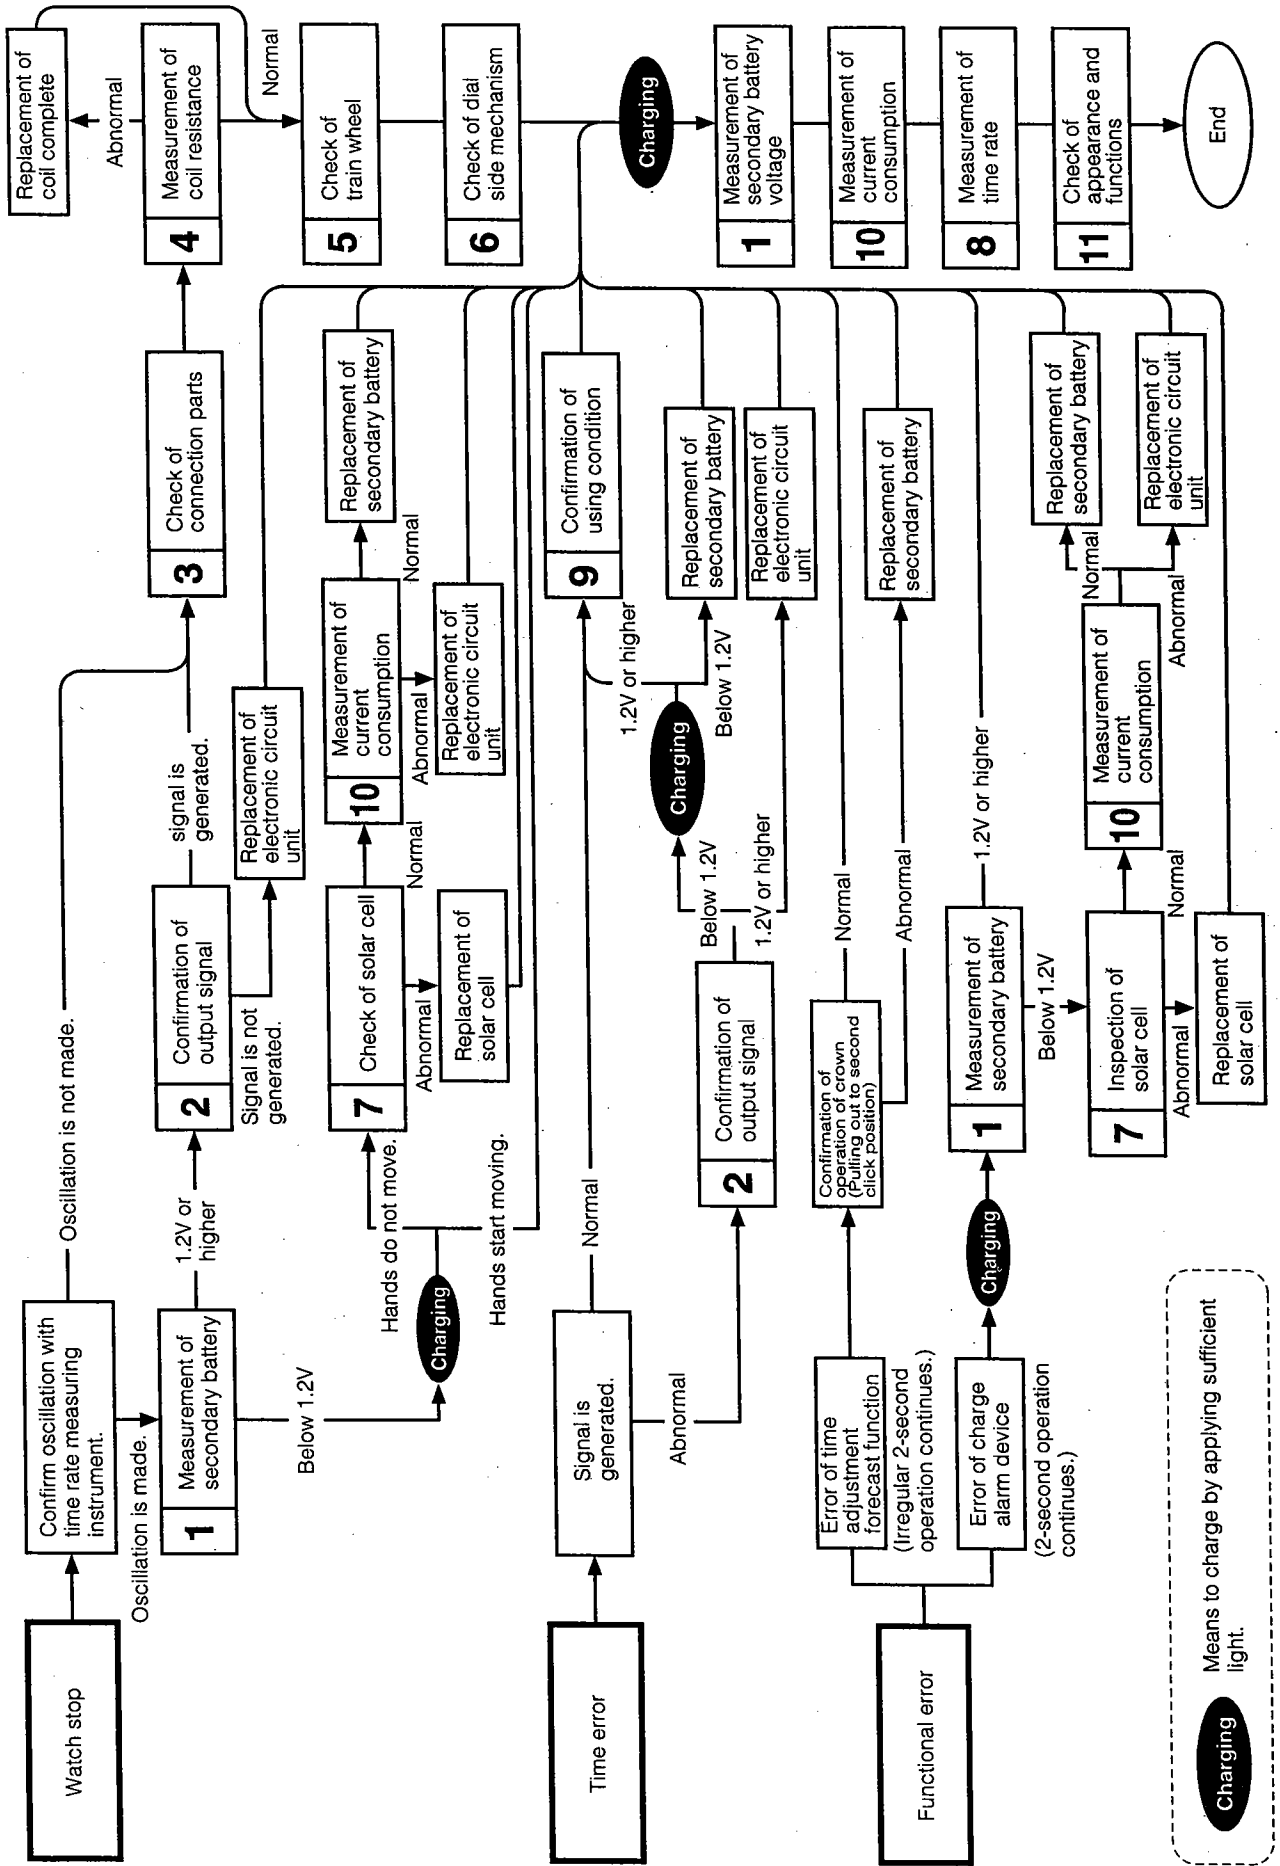 Watch stop
Confirm oscillation with
time rate measuring
instrument.
Oscillation is not made.
Oscillation is made.
1
Measurement of
secondary battery
1.2V or
higher
Below 1.2V
2
Confirmation of
output signal
signal is
generated.
Signal is not
generated.
Replacement of
electronic circuit
unit
3
Check of
connection parts
4
Measurement of
coil resistance
Abnormal
Replacement of
coil complete
Normal
5
Check of
train wheel
6
Check of dial
side mechanism
Charging
Hands do not move.
Hands start moving.
7
Check of solar cell
Normal
Abnormal
Replacement of
solar cell
10
Measurement of
current
consumption
Normal
Abnormal
Replacement of
electronic circuit
unit
Replacement of
secondary battery
Time error
Signal is
generated.
Normal
Abnormal
2
Confirmation of
output signal
Below 1.2V
1.2V or higher
Charging
1.2V or higher
Below 1.2V
9
Confirmation of
using condition
Replacement of
secondary battery
Replacement of
electronic circuit
unit
Functional error
Error of time
adjustment
forecast function
(Irregular 2-second
operation continues.)
Confirmation of
operation of crown
(Pulling out to second
click position)
Normal
Abnormal
Replacement of
secondary battery
Error of charge
alarm device
(2-second operation
continues.)
Charging
1
Measurement of
secondary battery
1.2V or higher
Below 1.2V
7
Inspection of
solar cell
Normal
Abnormal
Replacement of
solar cell
10
Measurement of
current
consumption
Normal
Abnormal
Replacement of
secondary battery
Replacement of
electronic circuit
unit
Charging
1
Measurement of
secondary battery
voltage
10
Measurement of
current
consumption
8
Measurement of
time rate
11
Check of
appearance and
functions
End
Charging
Means to charge by applying sufficient
light.